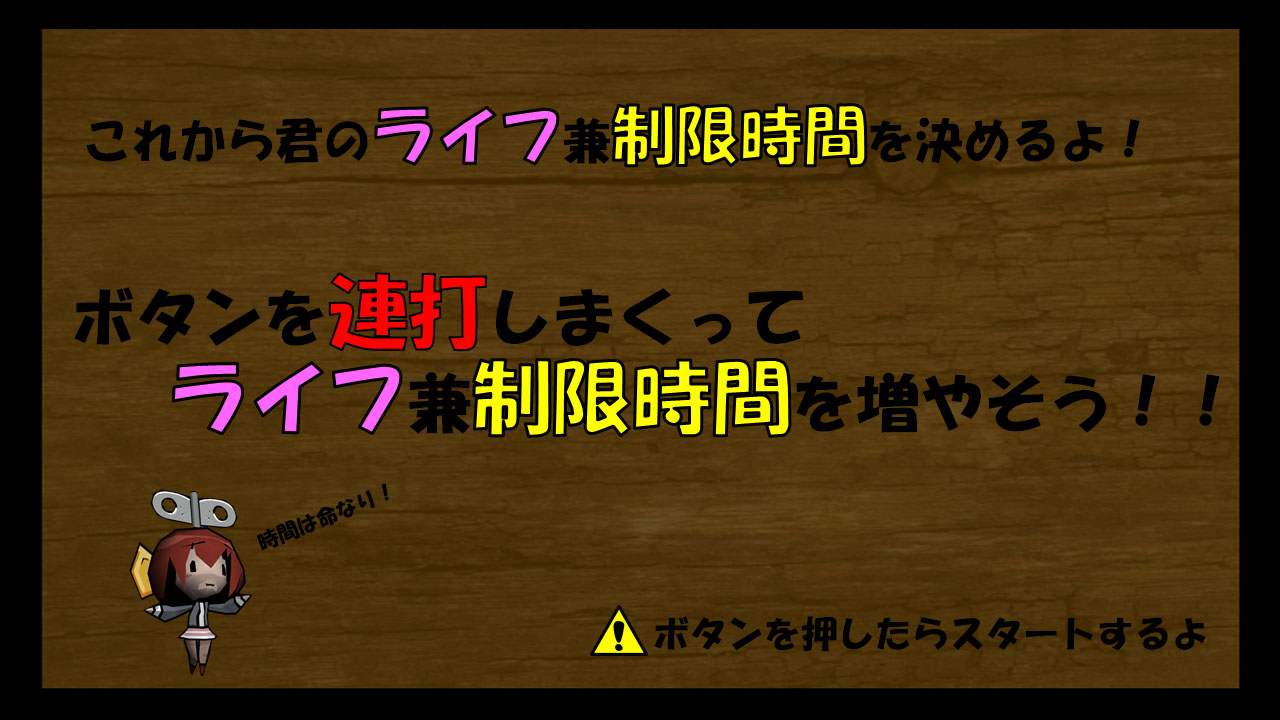 これから君のライフ兼制限時間を決めるよ！
ボタンを連打しまくって
ライフ兼制限時間を増やそう！！
時間は命なり！
ボタンを押したらスタートするよ